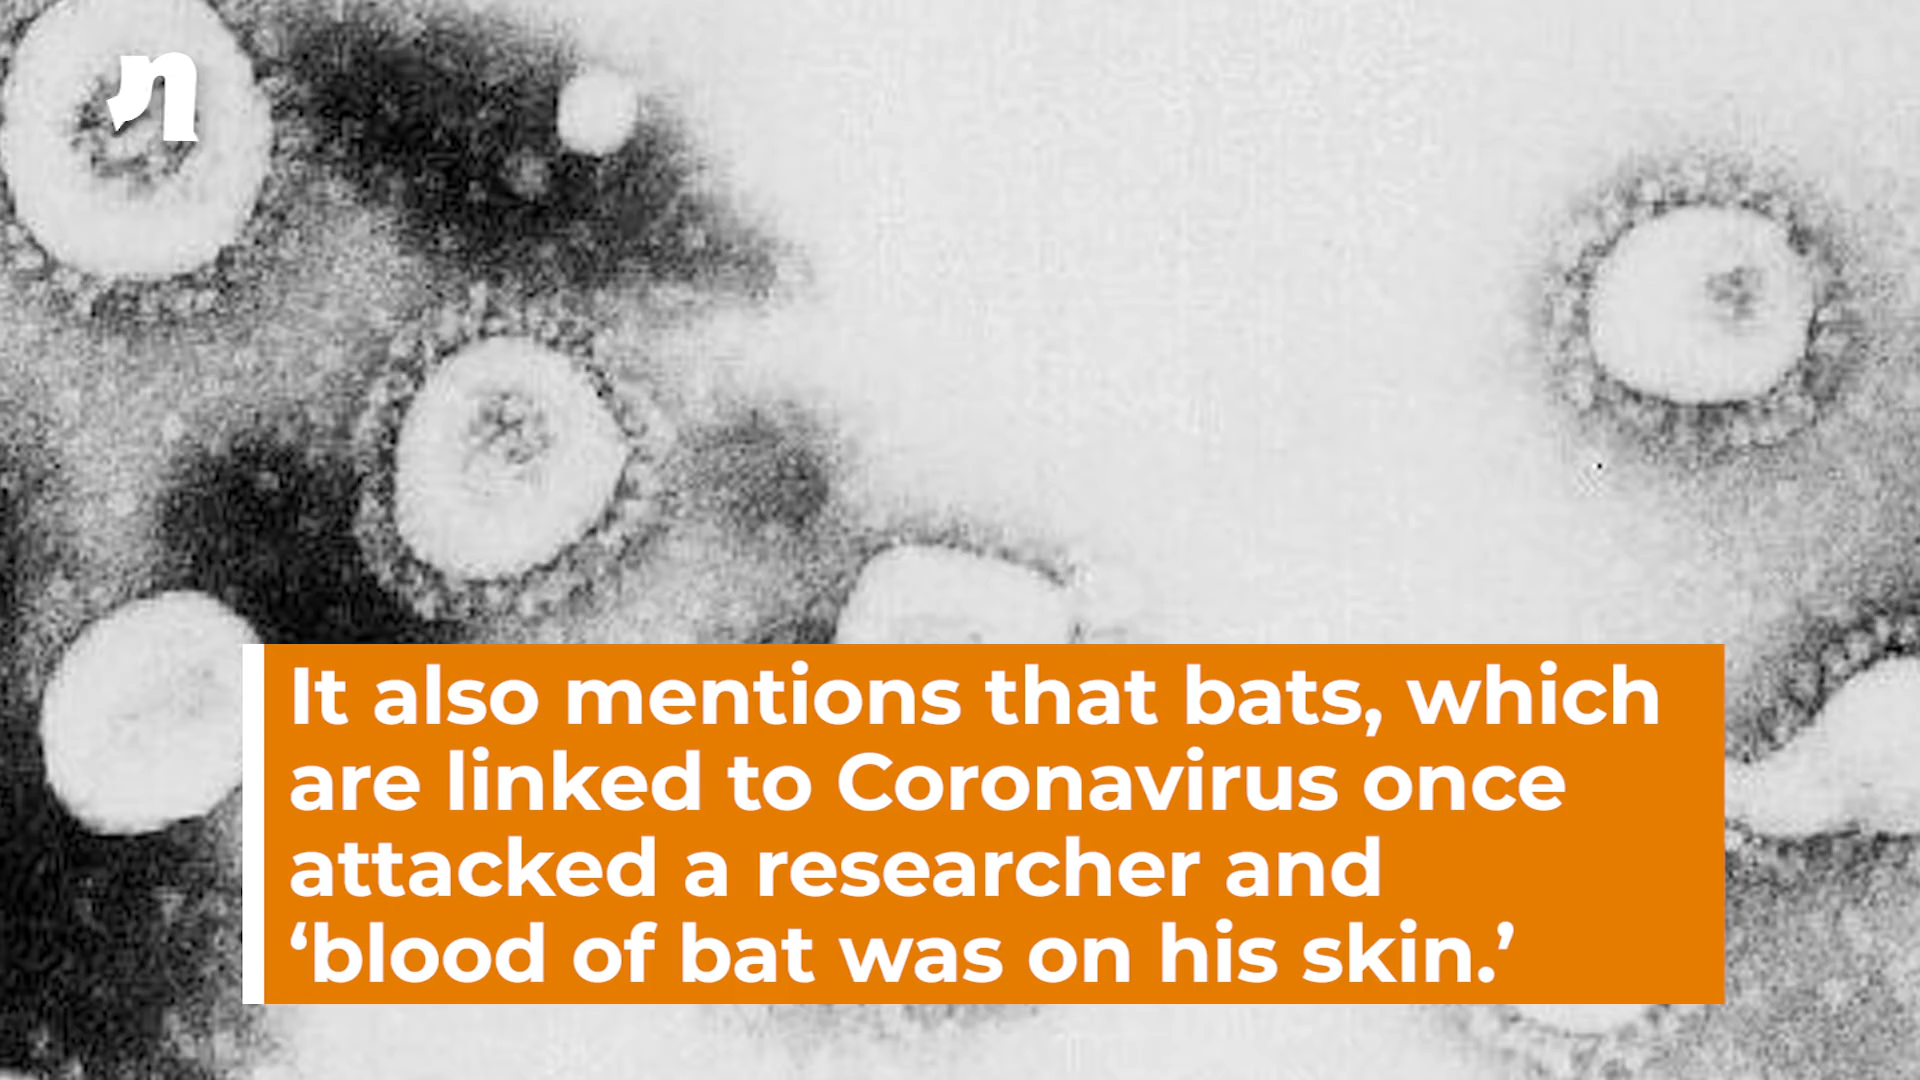 n
It also mentions that bats, which
are linked to Coronavirus once
attacked a researcher and
‘blood of bat was on his skin.’